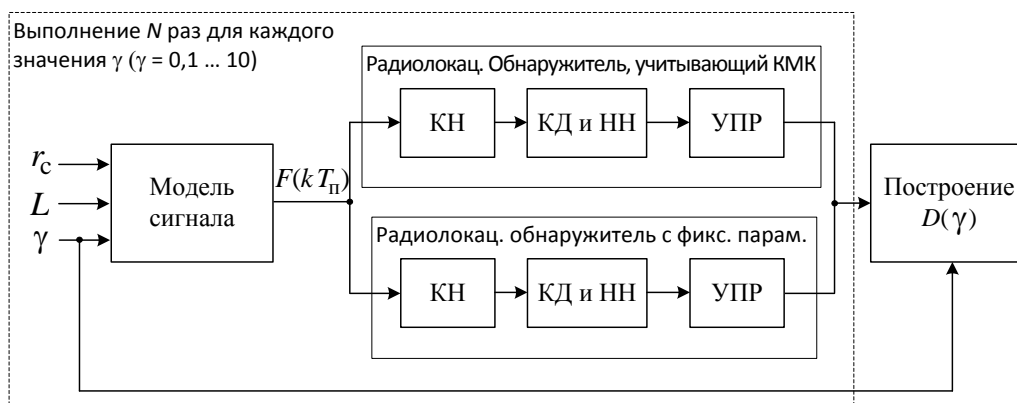 Выполнение N раз для каждого
значения γ (γ = 0,1 ... 10)
Радиолокац. Обнаружитель, учитывающий КМК
КН
КД и НН
УПР
r_c
L
γ
Модель
сигнала
F(kT_п)
Построение
D(γ)
Радиолокац. обнаружитель с фикс. парам.
КН
КД и НН
УПР